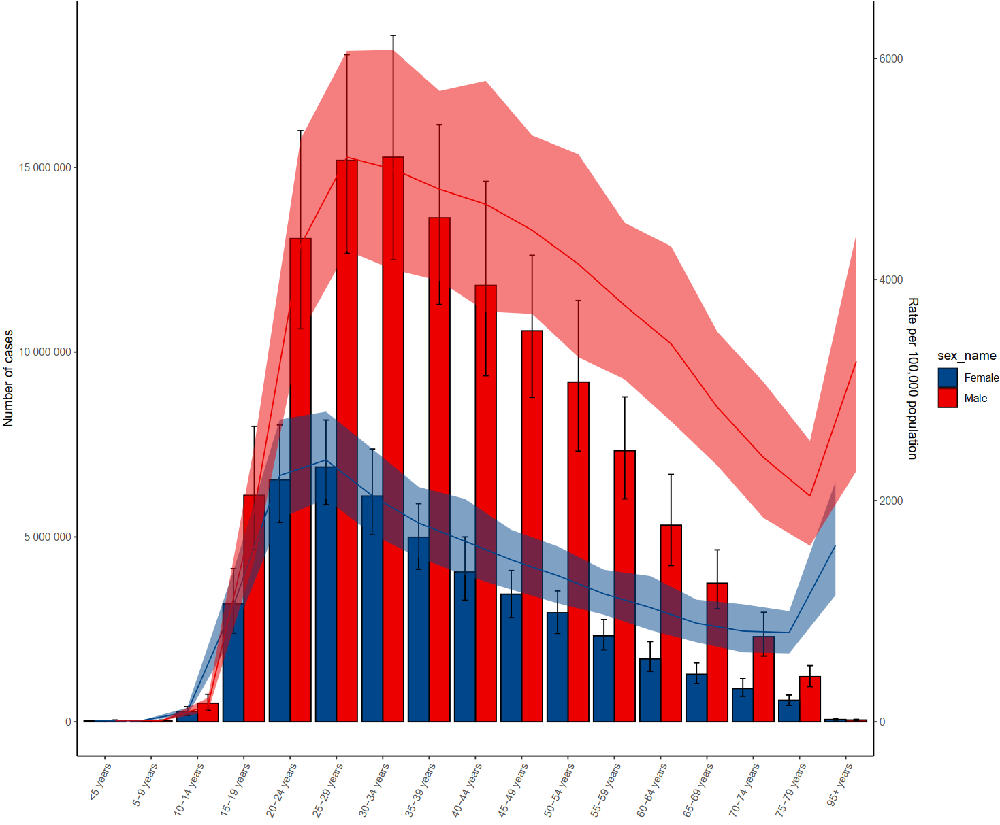 Number of cases
15 000 000
10 000 000
5 000 000
0
6000
4000
2000
0
Rate per 100,000 population
<5 years
5−9 years
10−14 years
15−19 years
20−24 years
25−29 years
30−34 years
35−39 years
40−44 years
45−49 years
50−54 years
55−59 years
60−64 years
65−69 years
70−74 years
75−79 years
95+ years
sex_name
Female
Male